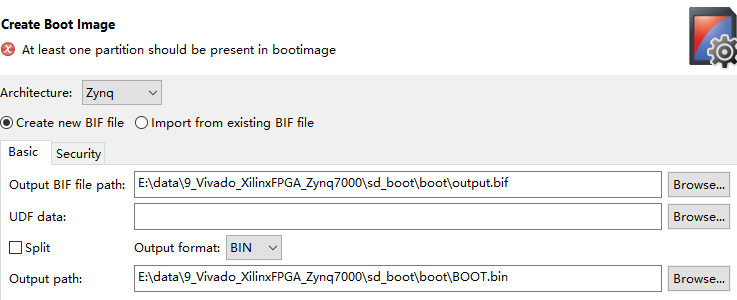 Create Boot Image
At least one partition should be present in bootimage
Architecture: Zynq
Create new BIF file Import from existing BIF file
Basic Security
Output BIF file path: E:\data\9_Vivado_XilinxFPGA_Zynq7000\sd_boot\boot\output.bif Browse...
UDF data: Browse...
Split Output format: BIN
Output path: E:\data\9_Vivado_XilinxFPGA_Zynq7000\sd_boot\boot\BOOT.bin Browse...